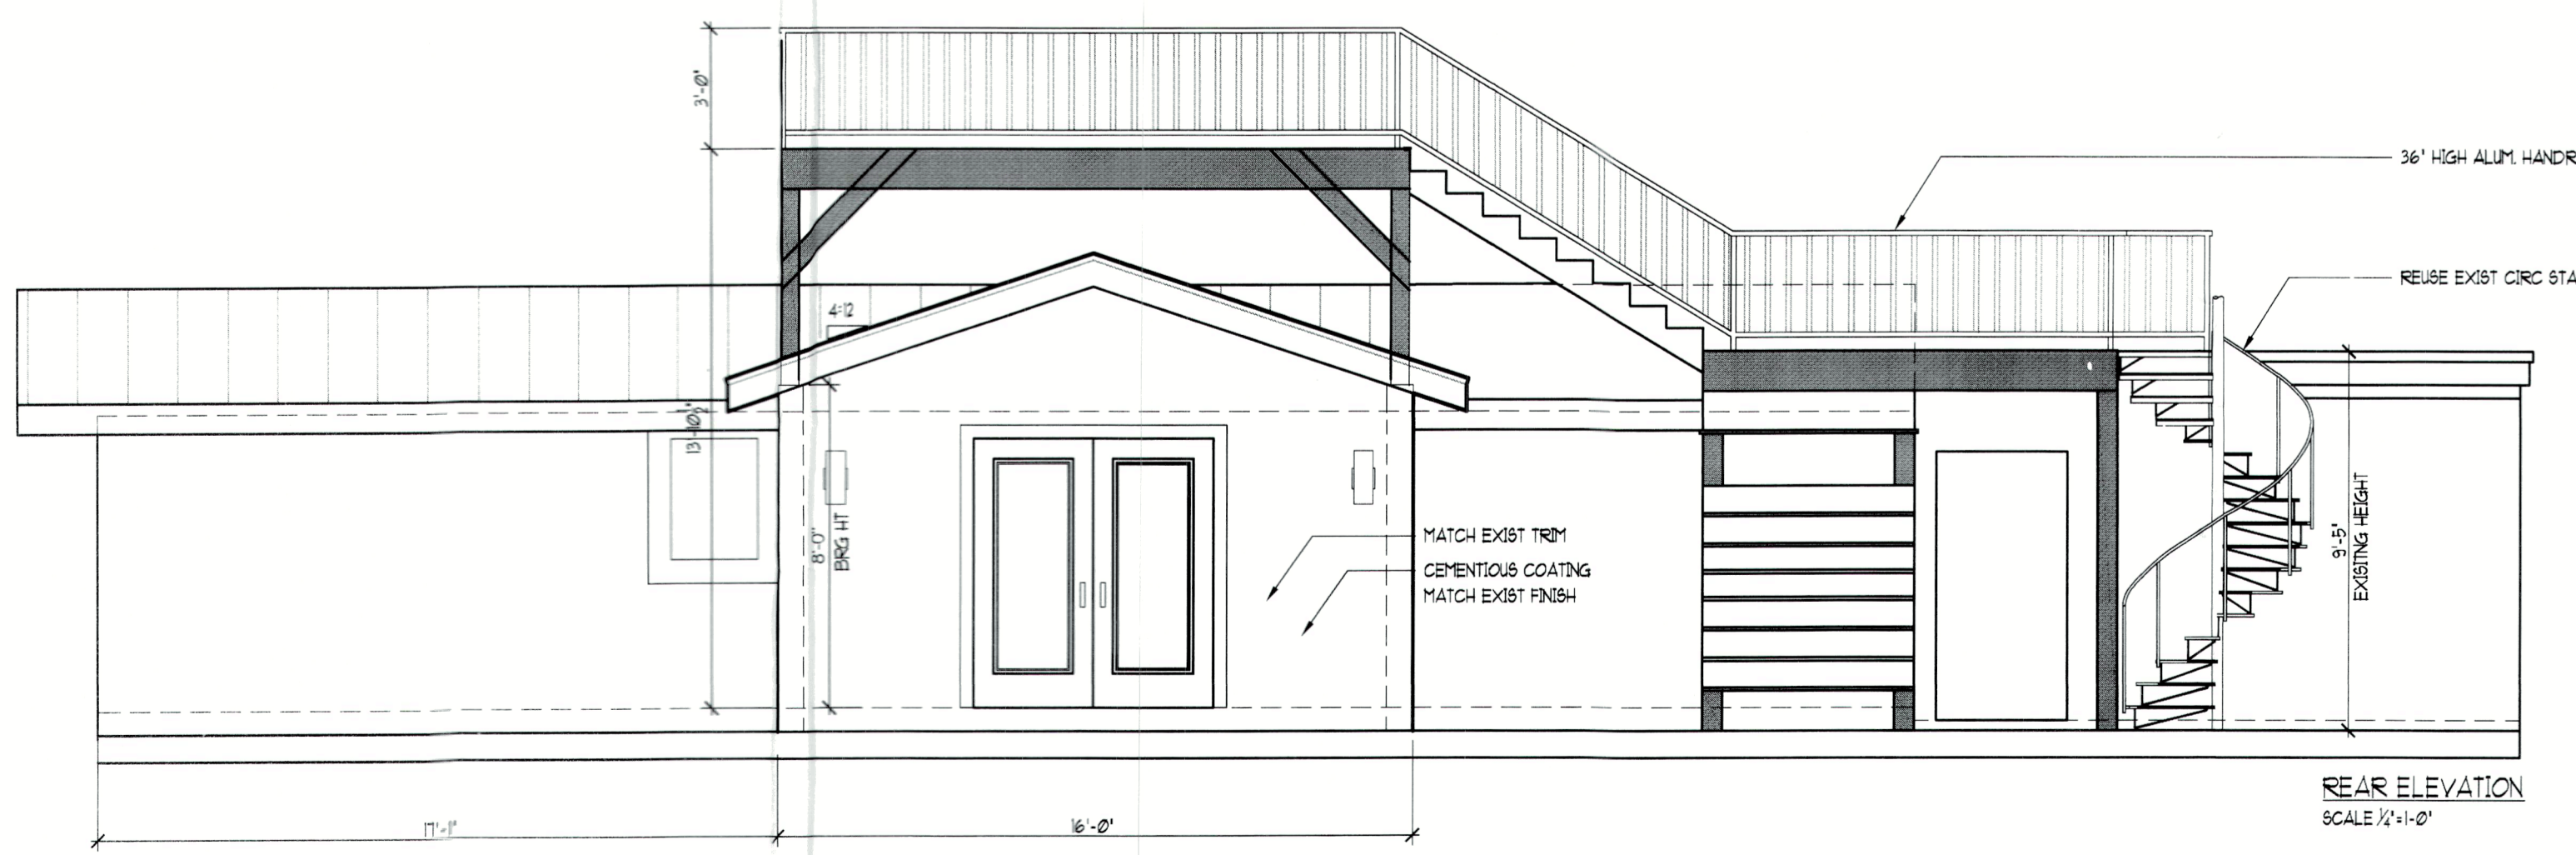 3'-0"
36" HIGH ALUM. HANDR
REUSE EXIST CIRC STA
4:12
13'-10½"
8'-0"
BRG HT
MATCH EXIST TRIM
CEMENTIOUS COATING
MATCH EXIST FINISH
9'-5"
EXISITNG HEIGHT
REAR ELEVATION
SCALE ¼"=1-0"
17'-1"
16'-0"